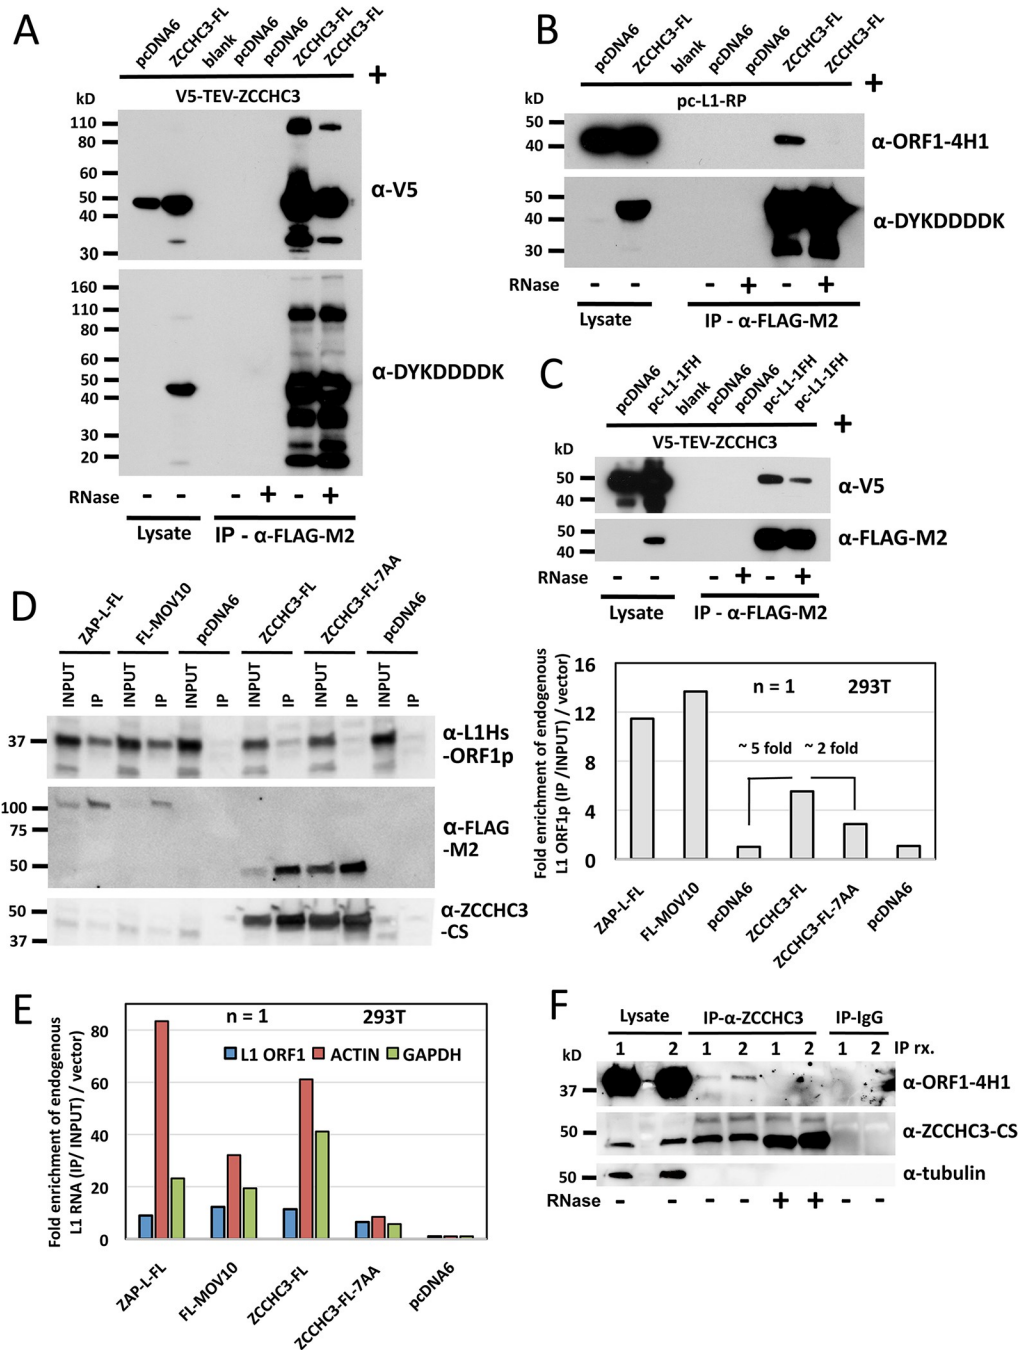 A
pcDNA6
ZCCHC3-FL
blank
pcDNA6
pcDNA6
ZCCHC3-FL
ZCCHC3-FL
+
kD
V5-TEV-ZCCHC3
110
80
60
50
40
30
α-V5
160
110
80
60
50
40
30
20
α-DYKDDDDK
RNase - - - + - +
Lysate
IP - α-FLAG-M2
B
pcDNA6
ZCCHC3-FL
blank
pcDNA6
pcDNA6
ZCCHC3-FL
ZCCHC3-FL
+
kD
pc-L1-RP
50
40
α-ORF1-4H1
50
40
30
α-DYKDDDDK
RNase - - - + - +
Lysate
IP - α-FLAG-M2
C
pcDNA6
pc-L1-1FH
blank
pcDNA6
pcDNA6
pc-L1-1FH
pc-L1-1FH
+
kD
V5-TEV-ZCCHC3
50
40
α-V5
50
40
α-FLAG-M2
RNase - - - + - +
Lysate
IP - α-FLAG-M2
D
ZAP-L-FL
FL-MOV10
pcDNA6
ZCCHC3-FL
ZCCHC3-FL-7AA
pcDNA6
INPUT
IP
INPUT
IP
INPUT
IP
INPUT
IP
INPUT
IP
INPUT
IP
37
α-L1Hs
-ORF1p
100
75
50
α-FLAG
-M2
50
37
α-ZCCHC3
-CS
Fold enrichment of endogenous
L1 ORF1p (IP /INPUT) / vector)
16
12
8
4
0
n = 1
293T
~ 5 fold
~ 2 fold
ZAP-L-FL
FL-MOV10
pcDNA6
ZCCHC3-FL
ZCCHC3-FL-7AA
pcDNA6
E
Fold enrichment of endogenous
L1 RNA (IP/ INPUT) / vector)
80
60
40
20
0
n = 1
293T
L1 ORF1
ACTIN
GAPDH
ZAP-L-FL
FL-MOV10
ZCCHC3-FL
ZCCHC3-FL-7AA
pcDNA6
F
Lysate
IP-α-ZCCHC3
IP-IgG
kD
1 2 1 2 1 2 1 2 IP rx.
37
α-ORF1-4H1
50
α-ZCCHC3-CS
50
α-tubulin
RNase - - - - + + - -